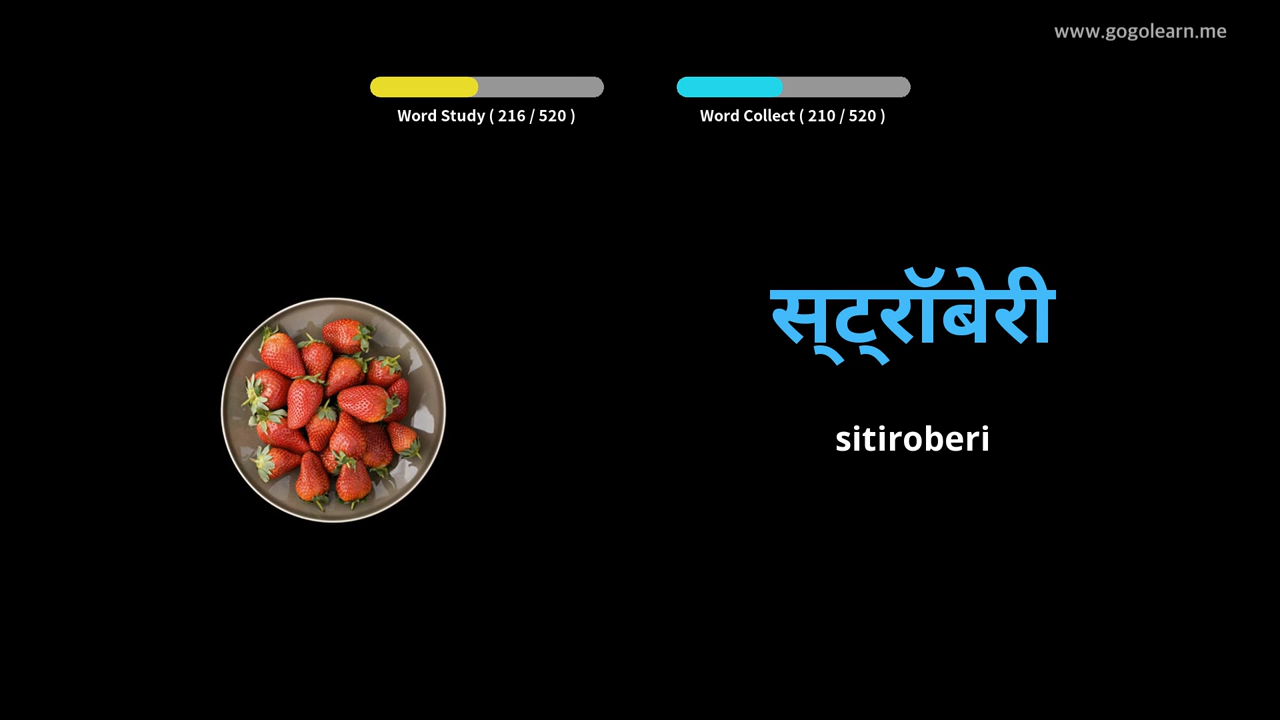 www.gogolearn.me
Word Study ( 216 / 520 )
Word Collect ( 210 / 520 )
स्ट्रॉबेरी
sitiroberi